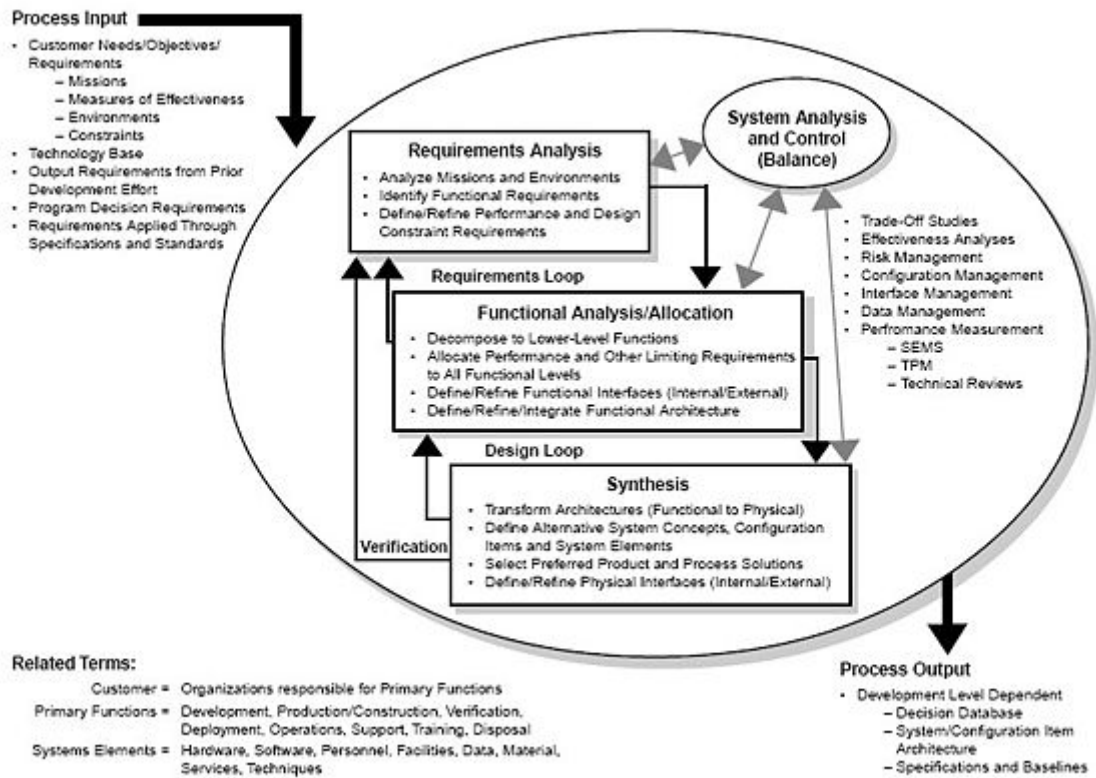 Process Input
• Customer Needs/Objectives/
Requirements
– Missions
– Measures of Effectiveness
– Environments
– Constraints
• Technology Base
• Output Requirements from Prior
Development Effort
• Program Decision Requirements
• Requirements Applied Through
Specifications and Standards
System Analysis
and Control
(Balance)
Requirements Analysis
• Analyze Missions and Environments
• Identify Functional Requirements
• Define/Refine Performance and Design
Constraint Requirements
• Trade-Off Studies
• Effectiveness Analyses
• Risk Management
• Configuration Management
• Interface Management
• Data Management
• Perfromance Measurement
– SEMS
– TPM
– Technical Reviews
Requirements Loop
Functional Analysis/Allocation
• Decompose to Lower-Level Functions
• Allocate Performance and Other Limiting Requirements
to All Functional Levels
• Define/Refine Functional Interfaces (Internal/External)
• Define/Refine/Integrate Functional Architecture
Design Loop
Synthesis
• Transform Architectures (Functional to Physical)
• Define Alternative System Concepts, Configuration
Items and System Elements
• Select Preferred Product and Process Solutions
• Define/Refine Physical Interfaces (Internal/External)
Verification
Related Terms:
Customer = Organizations responsible for Primary Functions
Primary Functions = Development, Production/Construction, Verification,
Deployment, Operations, Support, Training, Disposal
Systems Elements = Hardware, Software, Personnel, Facilities, Data, Material,
Services, Techniques
Process Output
• Development Level Dependent
– Decision Database
– System/Configuration Item
Architecture
– Specifications and Baselines